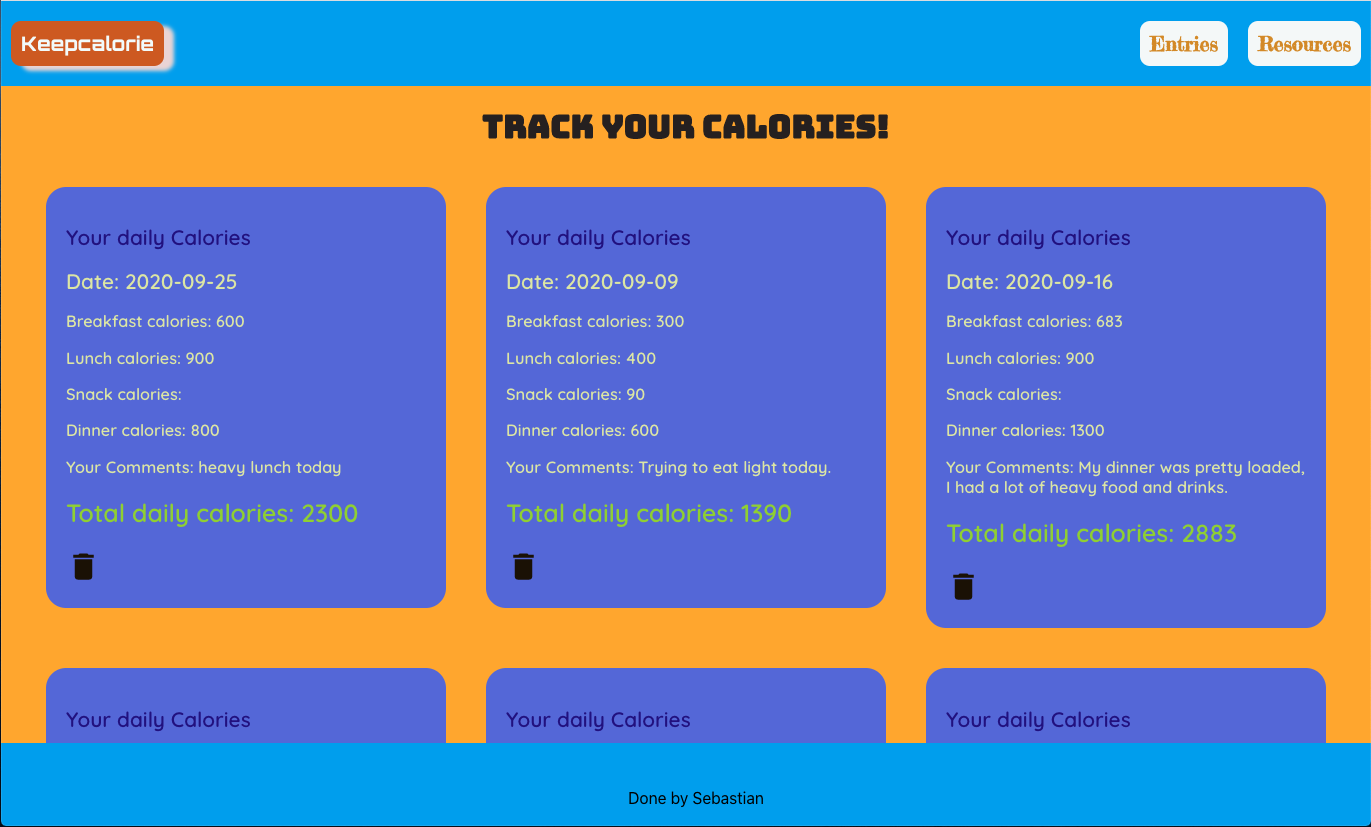 Keepcalorie
Entries
Resources
TRACK YOUR CALORIES!
Your daily Calories
Date: 2020-09-25
Breakfast calories: 600
Lunch calories: 900
Snack calories:
Dinner calories: 800
Your Comments: heavy lunch today
Total daily calories: 2300
Your daily Calories
Date: 2020-09-09
Breakfast calories: 300
Lunch calories: 400
Snack calories: 90
Dinner calories: 600
Your Comments: Trying to eat light today.
Total daily calories: 1390
Your daily Calories
Date: 2020-09-16
Breakfast calories: 683
Lunch calories: 900
Snack calories:
Dinner calories: 1300
Your Comments: My dinner was pretty loaded,
I had a lot of heavy food and drinks.
Total daily calories: 2883
Your daily Calories
Your daily Calories
Your daily Calories
Done by Sebastian